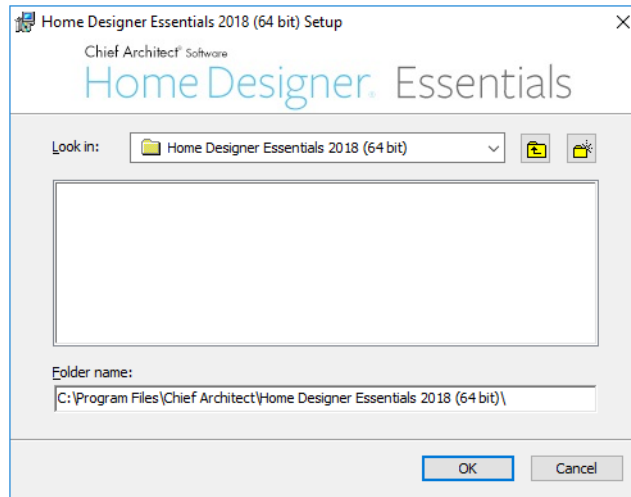 Home Designer Essentials 2018 (64 bit) Setup
Chief Architect® Software
Home Designer® Essentials
Look in: Home Designer Essentials 2018 (64 bit)
Folder name:
C:\Program Files\Chief Architect\Home Designer Essentials 2018 (64 bit)\
OK Cancel